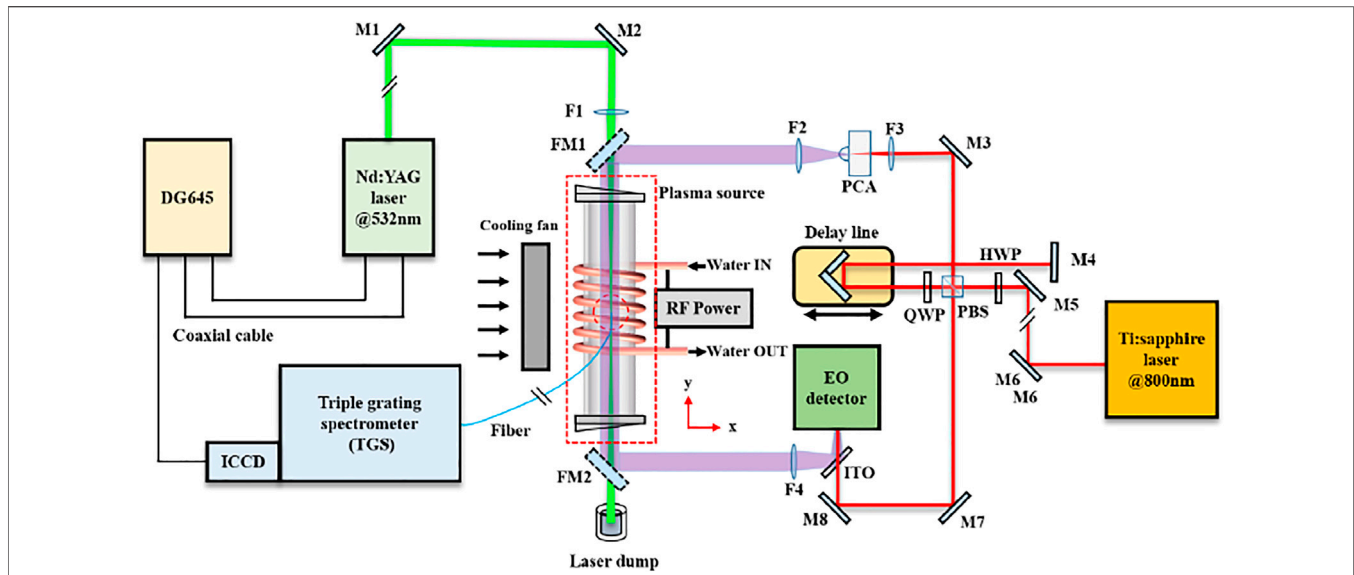 M1
M2
F1
FM1
F2
F3
M3
PCA
DG645
Nd:YAG
laser
@532nm
Plasma source
Cooling fan
Delay line
HWP
M4
Water IN
RF Power
QWP
PBS
M5
Coaxial cable
Water OUT
EO
detector
M6
M6
Ti:sapphire
laser
@800nm
y
x
Triple grating
spectrometer
(TGS)
Fiber
ICCD
FM2
F4
ITO
M8
M7
Laser dump